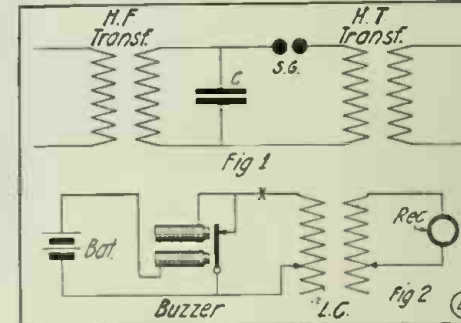 H.F. Transf.
H.T. Transf.
C
S.G.
Fig 1
Bat.
Buzzer
L.C.
Rec
Fig 2